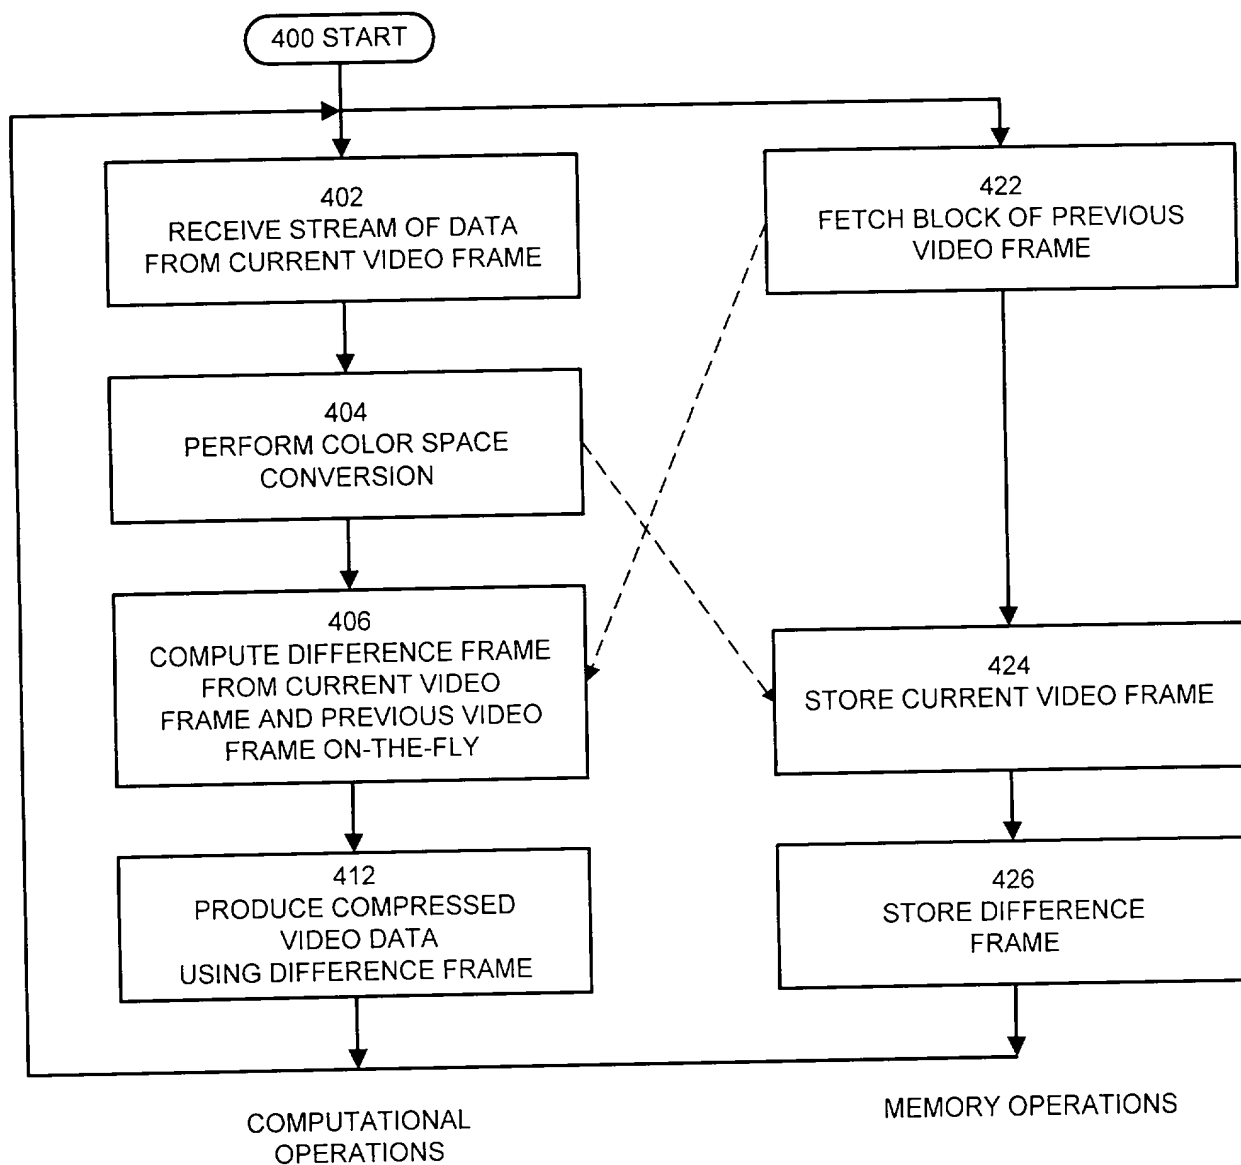 400 START
402
RECEIVE STREAM OF DATA
FROM CURRENT VIDEO FRAME
422
FETCH BLOCK OF PREVIOUS
VIDEO FRAME
404
PERFORM COLOR SPACE
CONVERSION
406
COMPUTE DIFFERENCE FRAME
FROM CURRENT VIDEO
FRAME AND PREVIOUS VIDEO
FRAME ON-THE-FLY
424
STORE CURRENT VIDEO FRAME
412
PRODUCE COMPRESSED
VIDEO DATA
USING DIFFERENCE FRAME
426
STORE DIFFERENCE
FRAME
COMPUTATIONAL
OPERATIONS
MEMORY OPERATIONS